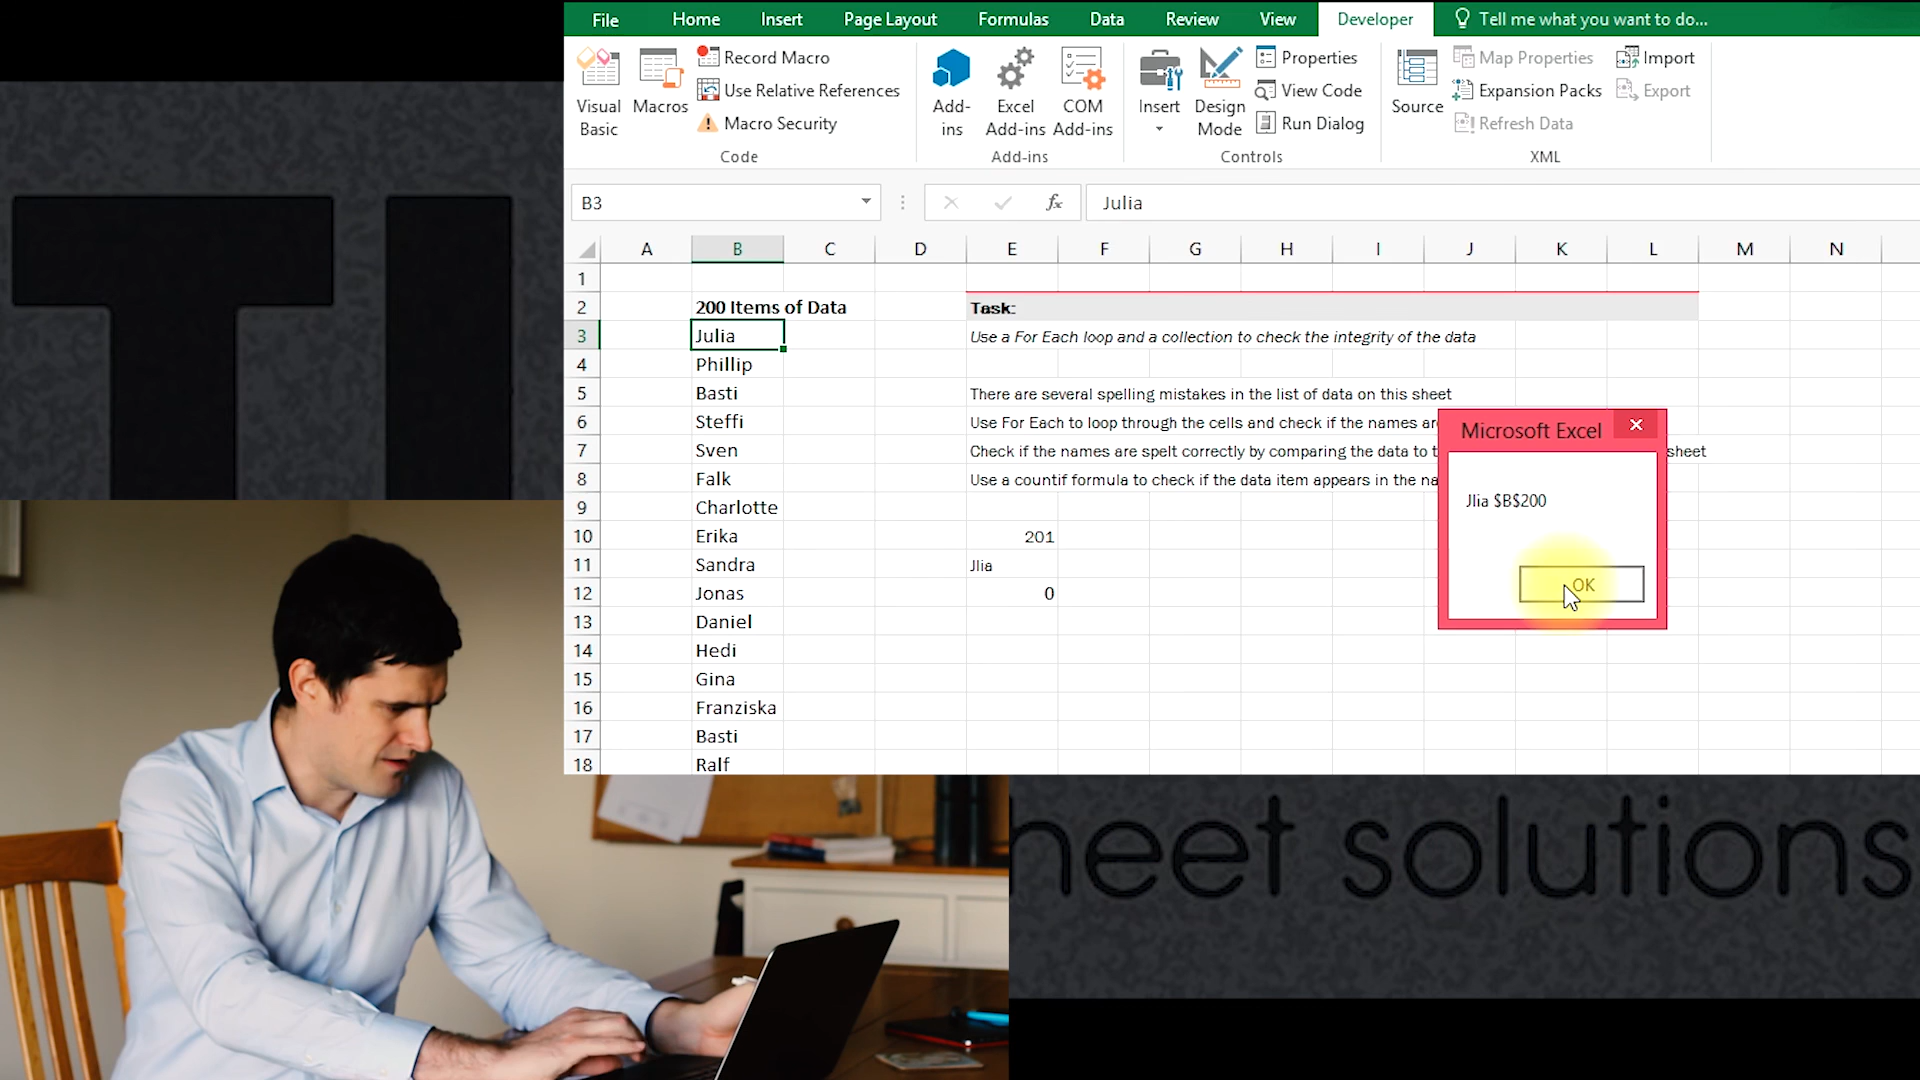 File Home Insert Page Layout Formulas Data Review View Developer Tell me what you want to do...
Visual Basic
Macros
Record Macro
Use Relative References
Macro Security
Code
Add-ins
Excel Add-ins
COM Add-ins
Add-ins
Insert
Design Mode
Properties
View Code
Run Dialog
Controls
Source
Map Properties
Expansion Packs
Refresh Data
Import
Export
XML
B3 fx Julia
A B C D E F G H I J K L M N
1
2 200 Items of Data Task:
3 Julia Use a For Each loop and a collection to check the integrity of the data
4 Phillip
5 Basti There are several spelling mistakes in the list of data on this sheet
6 Steffi Use For Each to loop through the cells and check if the names
7 Sven Check if the names are spelt correctly by comparing the data to sheet
8 Falk Use a countif formula to check if the data item appears in the
9 Charlotte
10 Erika 201
11 Sandra Jlia
12 Jonas 0
13 Daniel
14 Hedi
15 Gina
16 Franziska
17 Basti
18 Ralf
Microsoft Excel
Jlia $B$200
OK
TI
heet solutions